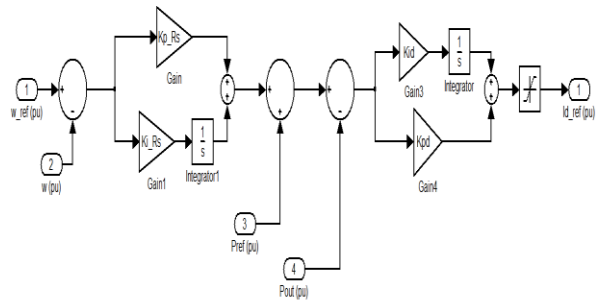 1
w_ref (pu)
2
w (pu)
Kp_Rs
Gain
Ki_Rs
Gain1
1
s
Integrator1
3
Pref (pu)
4
Pout (pu)
Kid
Gain3
1
s
Integrator
Kpd
Gain4
1
Id_ref (pu)